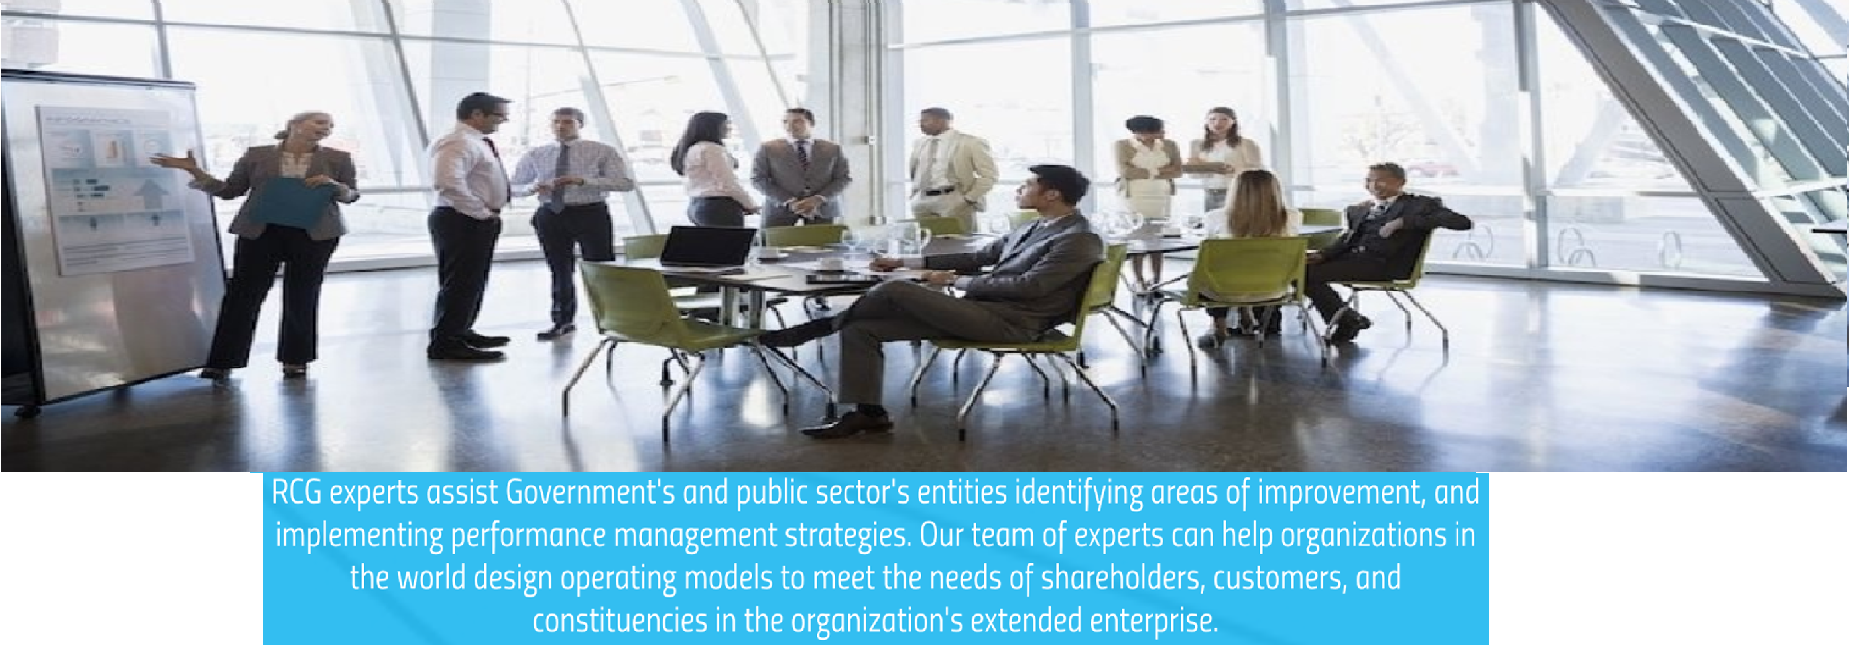 RCG experts assist Government's and public sector's entities identifying areas of improvement, and
implementing performance management strategies. Our team of experts can help organizations in
the world design operating models to meet the needs of shareholders, customers, and
constituencies in the organization's extended enterprise.